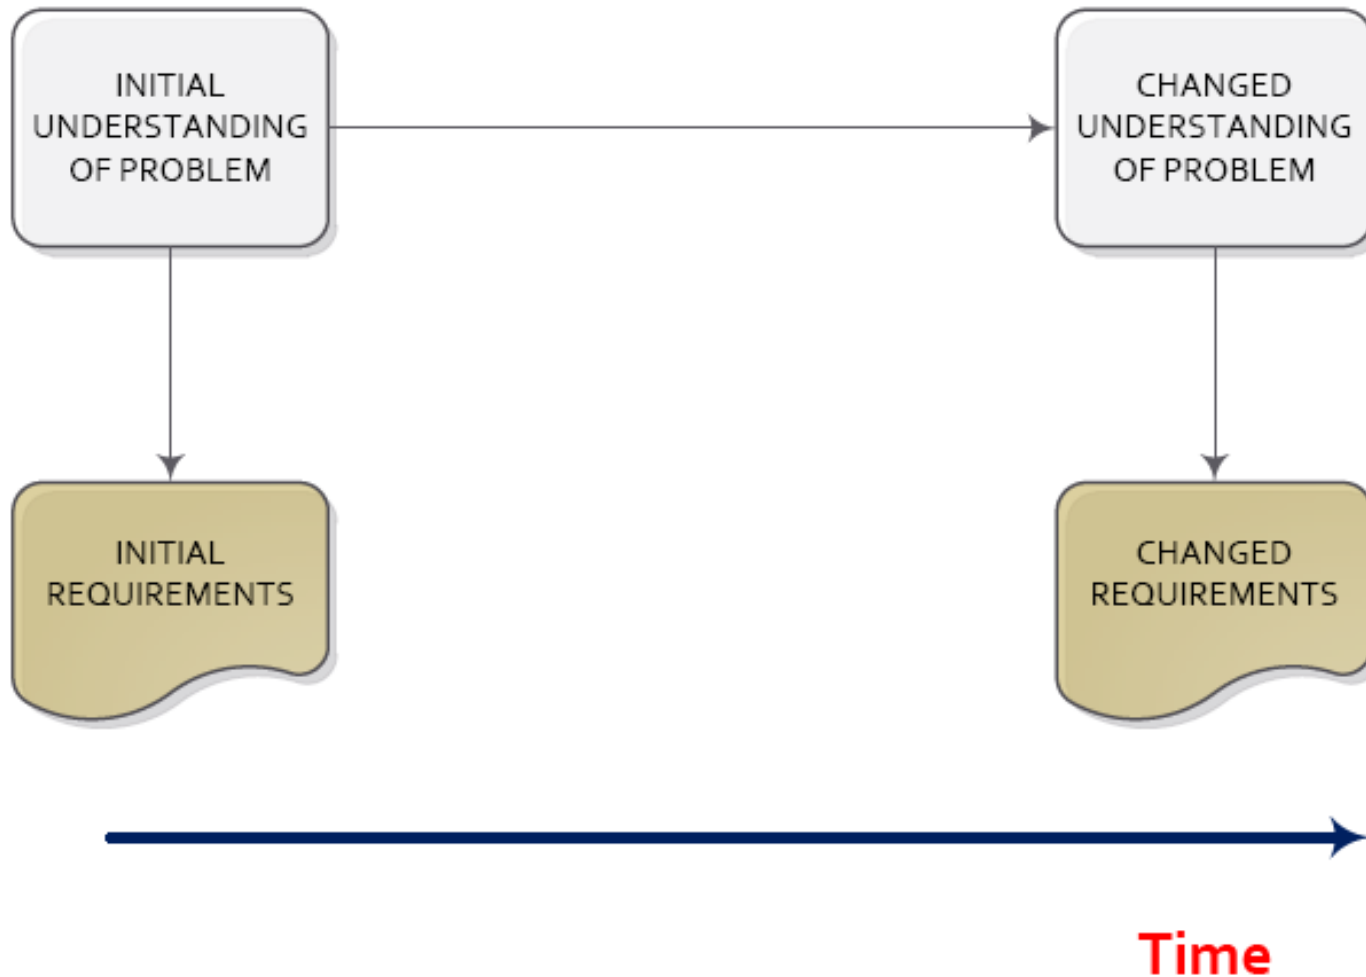 INITIAL
UNDERSTANDING
OF PROBLEM
CHANGED
UNDERSTANDING
OF PROBLEM
INITIAL
REQUIREMENTS
CHANGED
REQUIREMENTS
Time